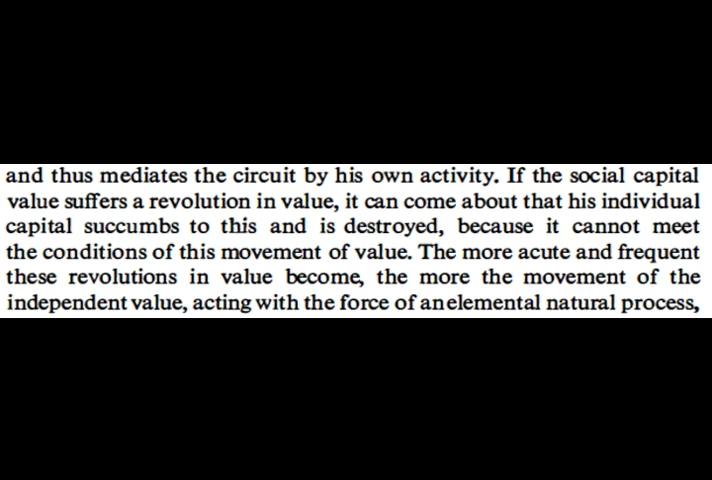 and thus mediates the circuit by his own activity. If the social capital
value suffers a revolution in value, it can come about that his individual
capital succumbs to this and is destroyed, because it cannot meet
the conditions of this movement of value. The more acute and frequent
these revolutions in value become, the more the movement of the
independent value, acting with the force of an elemental natural process,